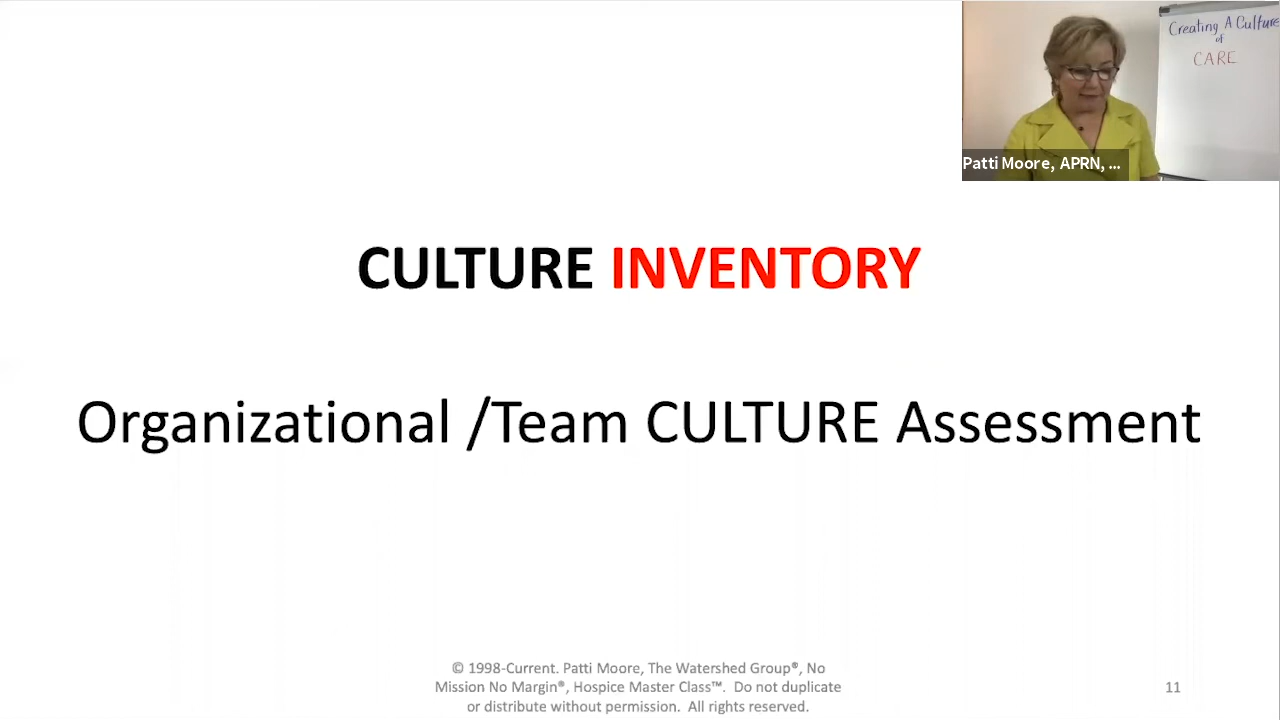 Creating A Culture
of
CARE
Patti Moore, APRN, ...
CULTURE INVENTORY
Organizational /Team CULTURE Assessment
© 1998-Current. Patti Moore, The Watershed Group®, No
Mission No Margin®, Hospice Master Class™. Do not duplicate
or distribute without permission. All rights reserved.
11